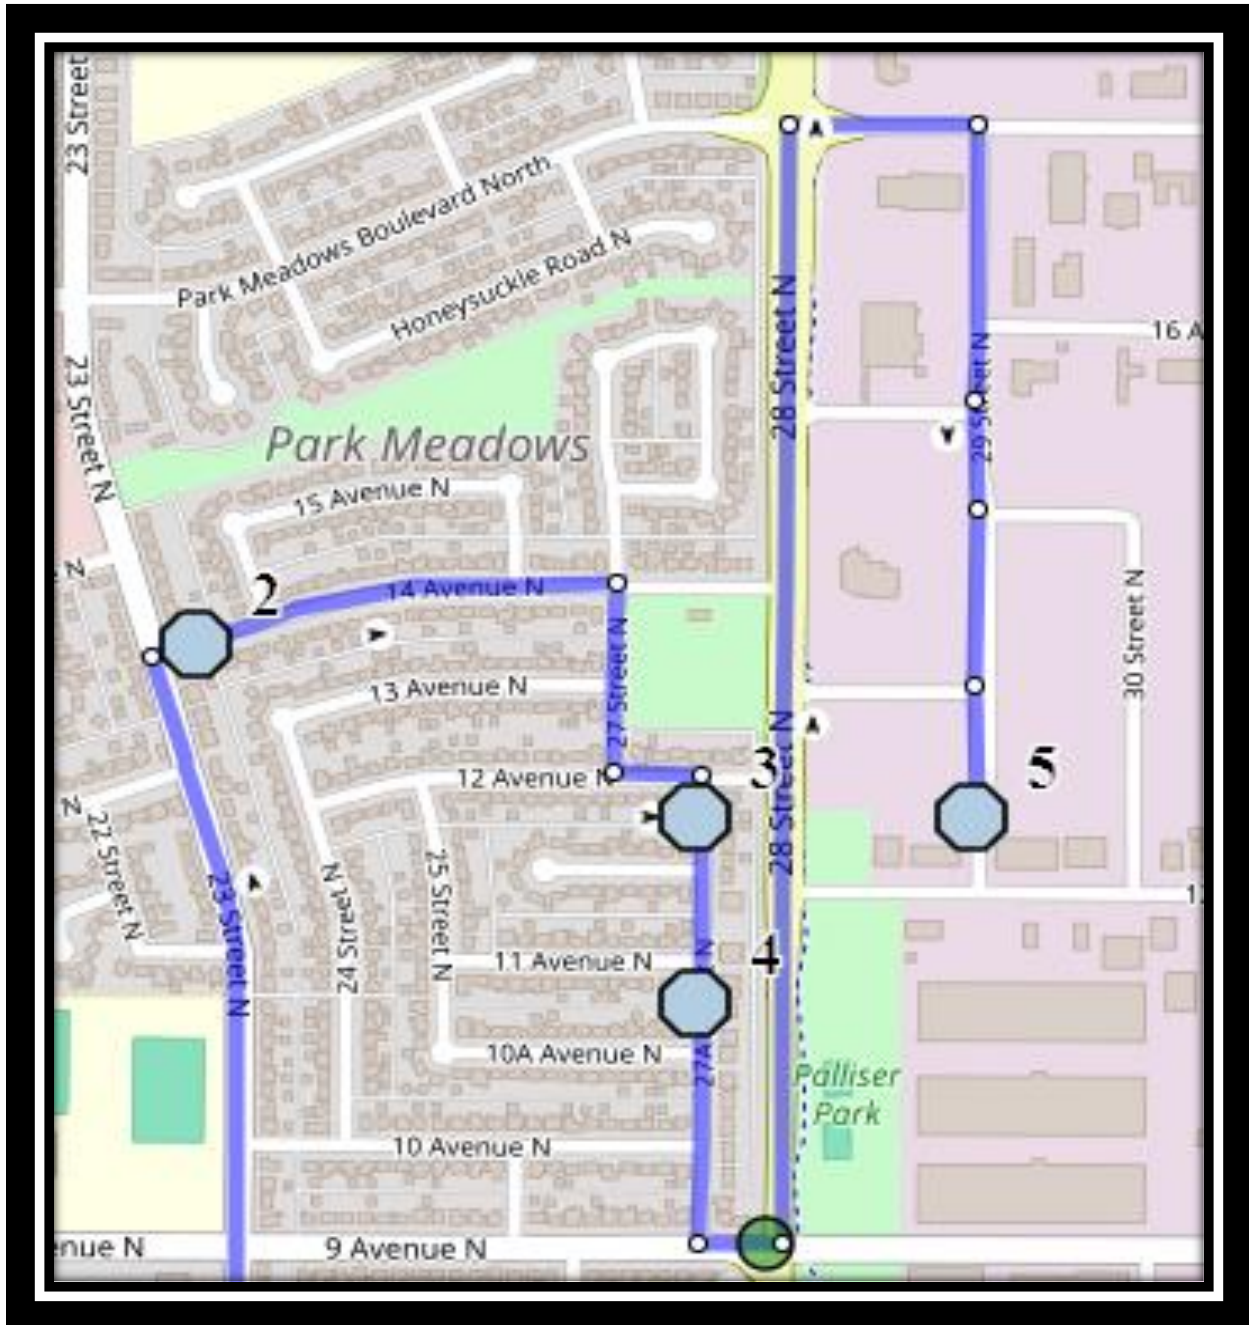 23 Street
Park Meadows Boulevard North
Honeysuckle Road N
28 Street N
16 A
29 Street N
23 Street N
Park Meadows
15 Avenue N
N
2
14 Avenue N
30 Street N
27 Street N
13 Avenue N
28 Street N
3
5
12 Avenue N
N
22 Street N
25 Street N
24 Street N
23 Street N
1
4
11 Avenue N
N
10A Avenue N
27A
Palliser
Park
10 Avenue N
enue N
9 Avenue N